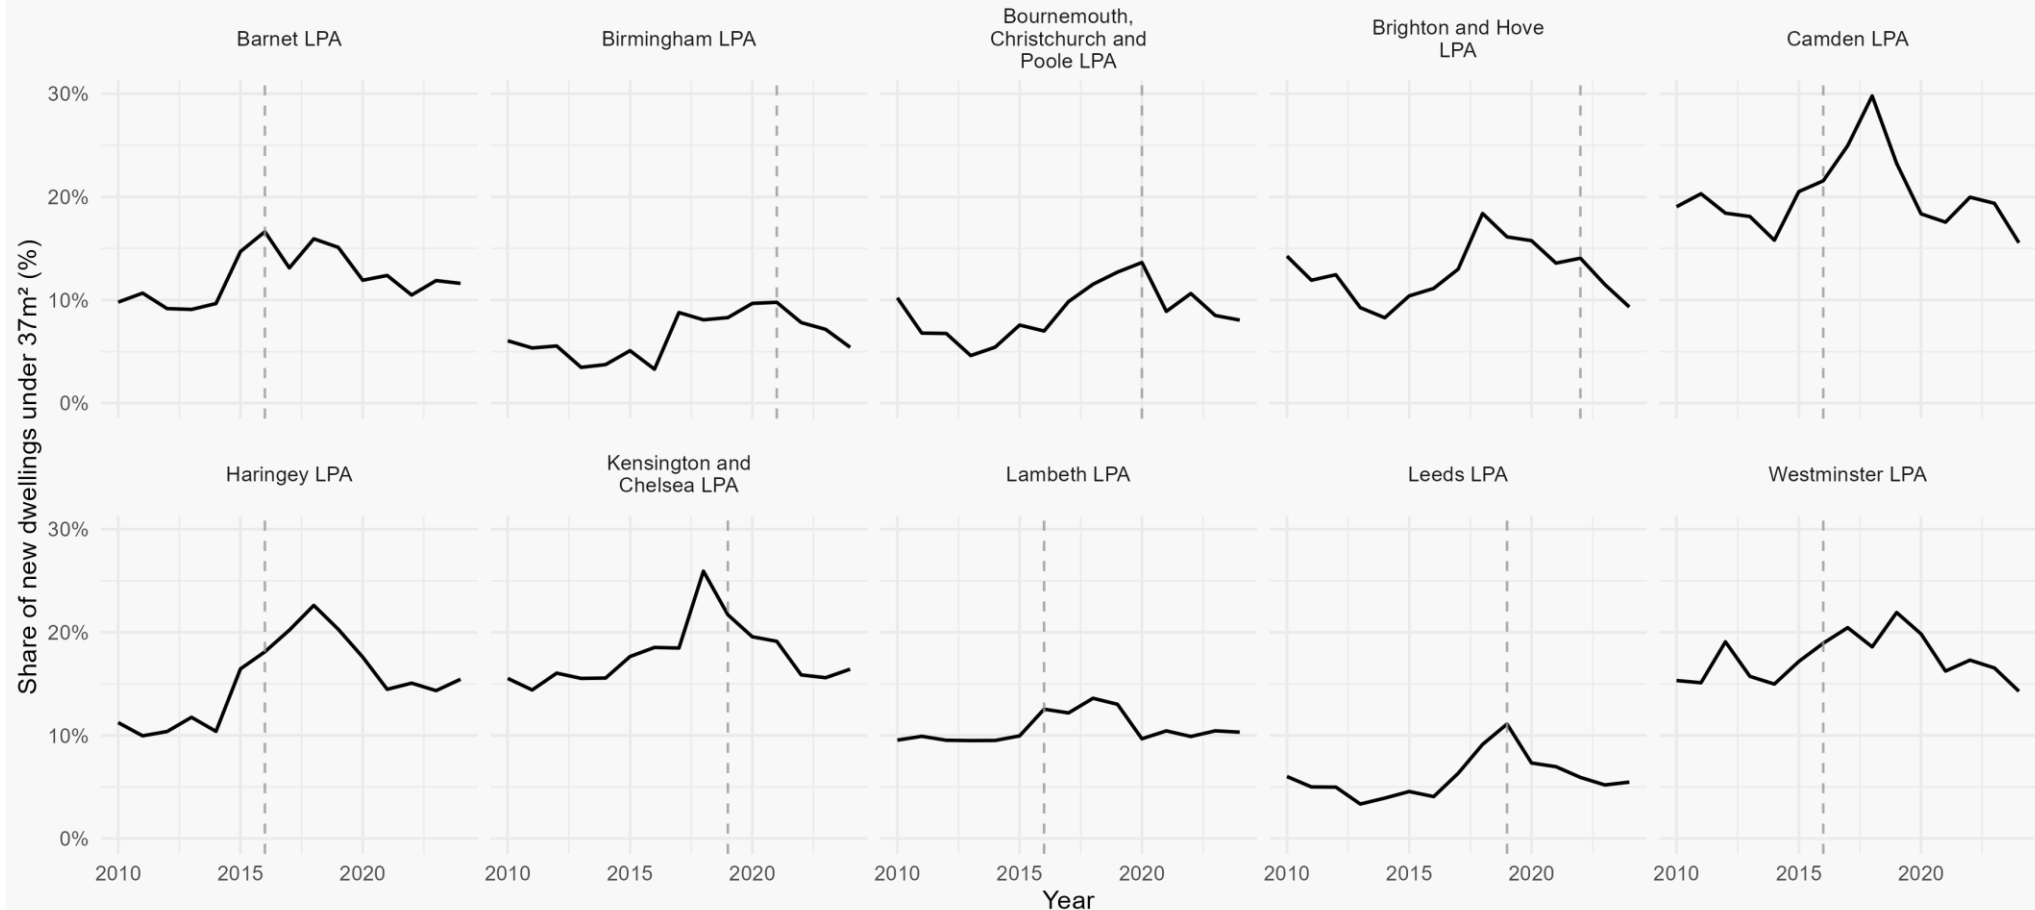 Barnet LPA
Birmingham LPA
Bournemouth,
Christchurch and
Poole LPA
Brighton and Hove
LPA
Camden LPA
30%
20%
10%
0%
Haringey LPA
Kensington and
Chelsea LPA
Lambeth LPA
Leeds LPA
Westminster LPA
30%
20%
10%
0%
2010 2015 2020
2010 2015 2020
2010 2015 2020
2010 2015 2020
2010 2015 2020
Year
Share of new dwellings under 37m² (%)